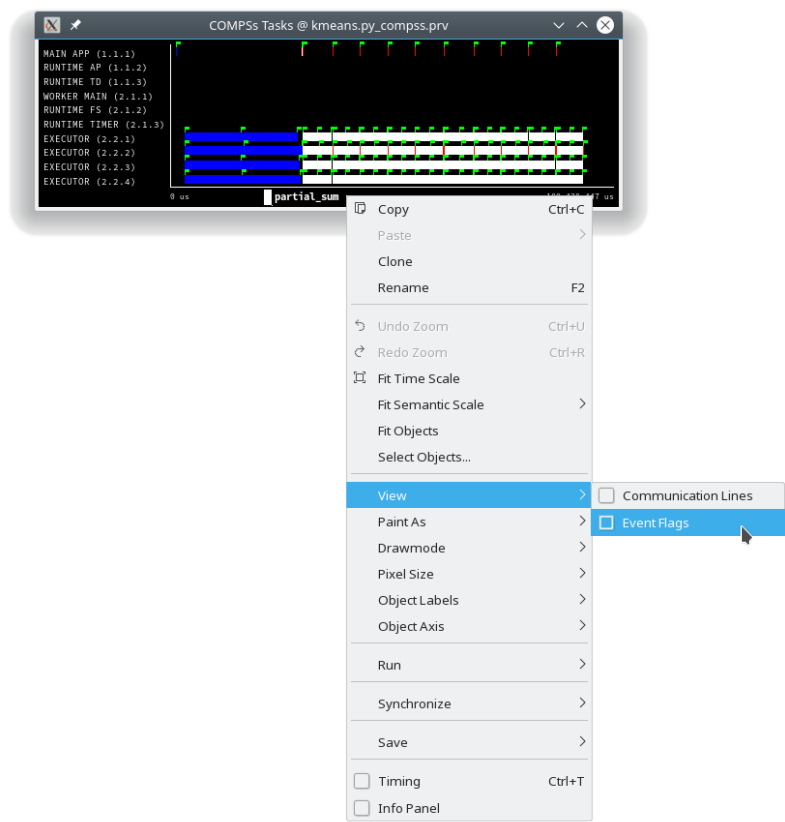 COMPSs Tasks @ kmeans.py_compss.prv
MAIN APP (1.1.1)
RUNTIME AP (1.1.2)
RUNTIME TD (1.1.3)
WORKER MAIN (2.1.1)
RUNTIME FS (2.1.2)
RUNTIME TIMER (2.1.3)
EXECUTOR (2.2.1)
EXECUTOR (2.2.2)
EXECUTOR (2.2.3)
EXECUTOR (2.2.4)
0 us partial_sum us
Copy Ctrl+C
Paste
Clone
Rename F2
Undo Zoom Ctrl+U
Redo Zoom Ctrl+R
Fit Time Scale
Fit Semantic Scale
Fit Objects
Select Objects...
View Communication Lines
Event Flags
Paint As
Drawmode
Pixel Size
Object Labels
Object Axis
Run
Synchronize
Save
Timing Ctrl+T
Info Panel